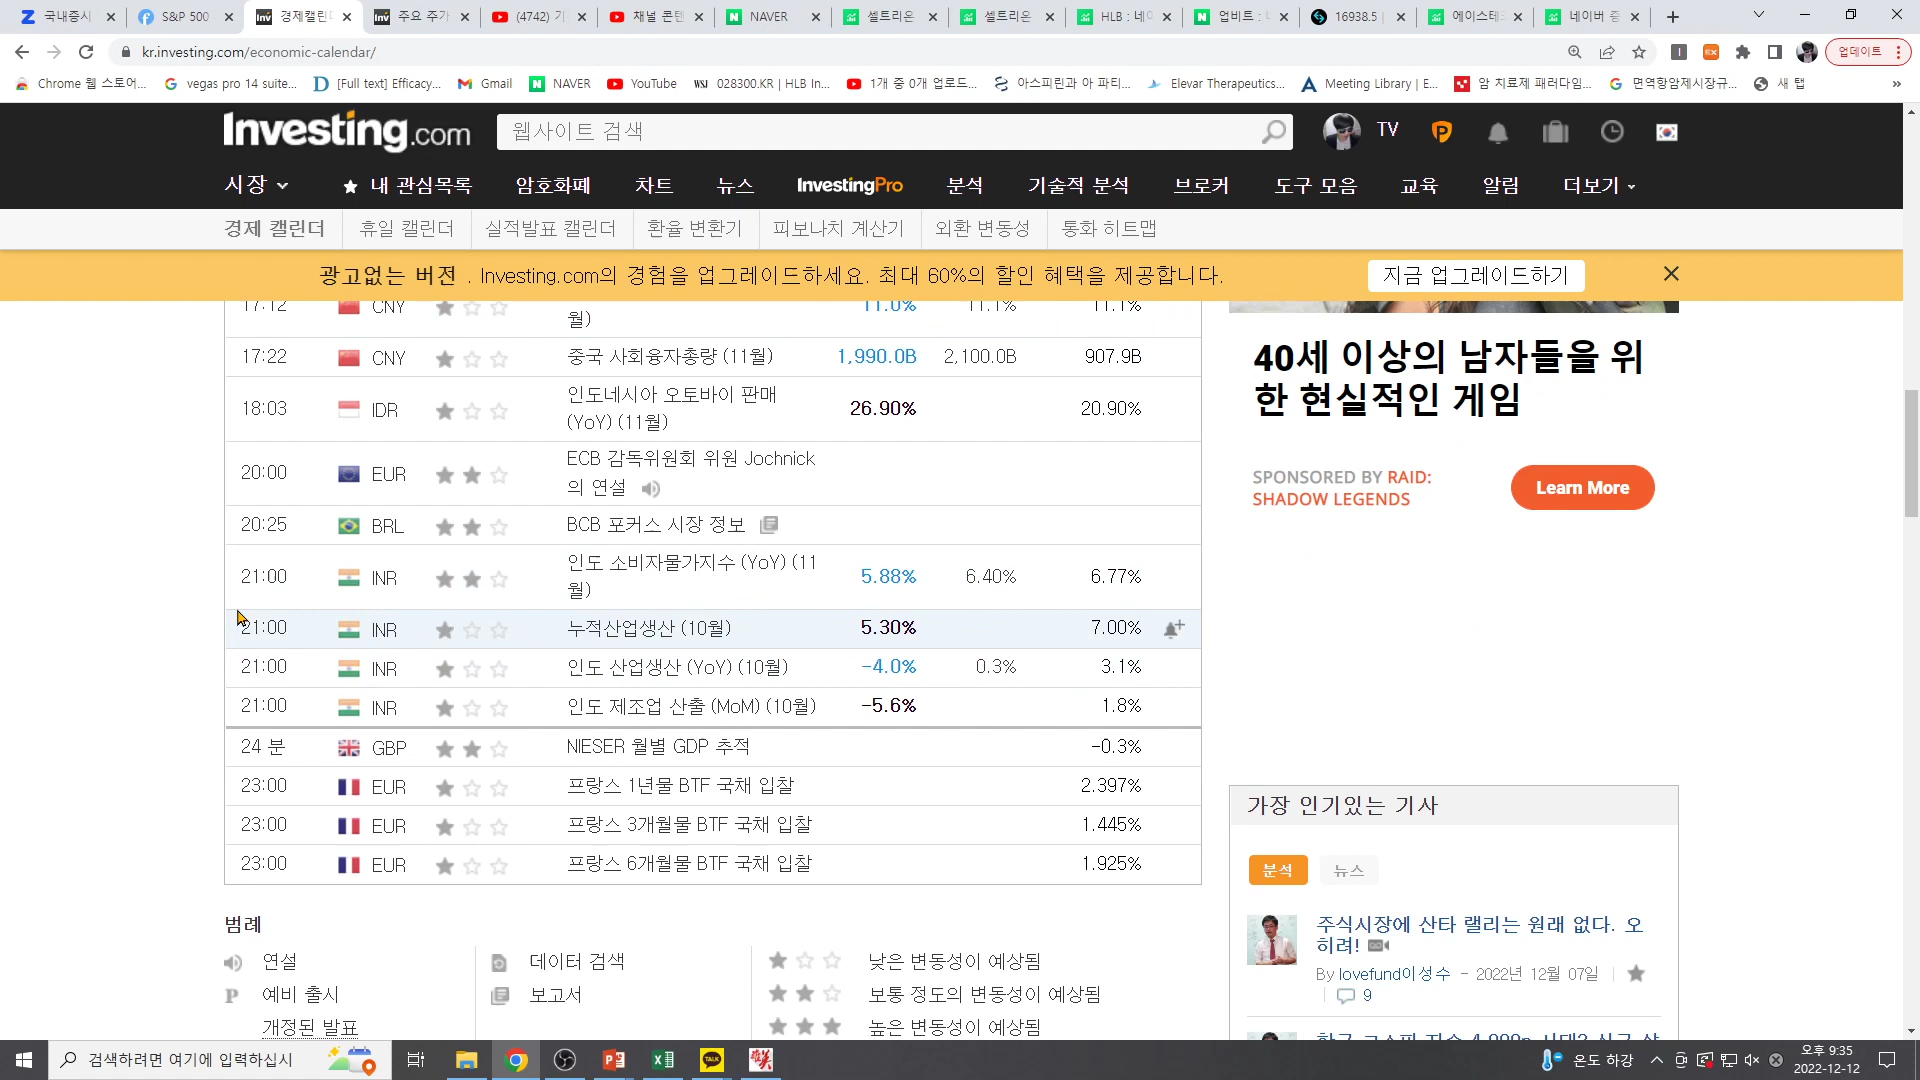 국내증시
S&P 500
경제캘린더
주요 주가
(4742) 기
채널 콘텐
NAVER
셀트리온
셀트리온
HLB : 네이
업비트 :
16938.5
에이스테
네이버 증
kr.investing.com/economic-calendar/
업데이트
Chrome 웹 스토어...
vegas pro 14 suite...
[Full text] Efficacy...
Gmail
NAVER
YouTube
WSJ 028300.KR | HLB In...
1개 중 0개 업로드...
아스피린과 아 파티...
Elevar Therapeutics...
Meeting Library | E...
암 치료제 패러다임...
면역항암제시장규...
새 탭
Investing.com
웹사이트 검색
TV
시장
내 관심목록
암호화폐
차트
뉴스
InvestingPro
분석
기술적 분석
브로커
도구 모음
교육
알림
더보기
경제 캘린더
휴일 캘린더
실적발표 캘린더
환율 변환기
피보나치 계산기
외환 변동성
통화 히트맵
광고없는 버전 . Investing.com의 경험을 업그레이드하세요. 최대 60%의 할인 혜택을 제공합니다.
지금 업그레이드하기
17:12 CNY 월) 11.0% 11.1% 11.1%
17:22 CNY 중국 사회융자총량 (11월) 1,990.0B 2,100.0B 907.9B
18:03 IDR 인도네시아 오토바이 판매 26.90% 20.90%
(YoY) (11월)
20:00 EUR ECB 감독위원회 위원 Jochnick
의 연설
20:25 BRL BCB 포커스 시장 정보
21:00 INR 인도 소비자물가지수 (YoY) (11 5.88% 6.40% 6.77%
월)
21:00 INR 누적산업생산 (10월) 5.30% 7.00%
21:00 INR 인도 산업생산 (YoY) (10월) -4.0% 0.3% 3.1%
21:00 INR 인도 제조업 산출 (MoM) (10월) -5.6% 1.8%
24 분 GBP NIESER 월별 GDP 추적 -0.3%
23:00 EUR 프랑스 1년물 BTF 국채 입찰 2.397%
23:00 EUR 프랑스 3개월물 BTF 국채 입찰 1.445%
23:00 EUR 프랑스 6개월물 BTF 국채 입찰 1.925%
범례
연설
데이터 검색
낮은 변동성이 예상됨
P 예비 출시
보고서
보통 정도의 변동성이 예상됨
개정된 발표
높은 변동성이 예상됨
40세 이상의 남자들을 위
한 현실적인 게임
SPONSORED BY RAID:
SHADOW LEGENDS
Learn More
가장 인기있는 기사
분석
뉴스
주식시장에 산타 랠리는 원래 없다. 오
히려!
By lovefund이성수 - 2022년 12월 07일
9
검색하려면 여기에 입력하십시
TALK
온도 하강
오후 9:35
2022-12-12